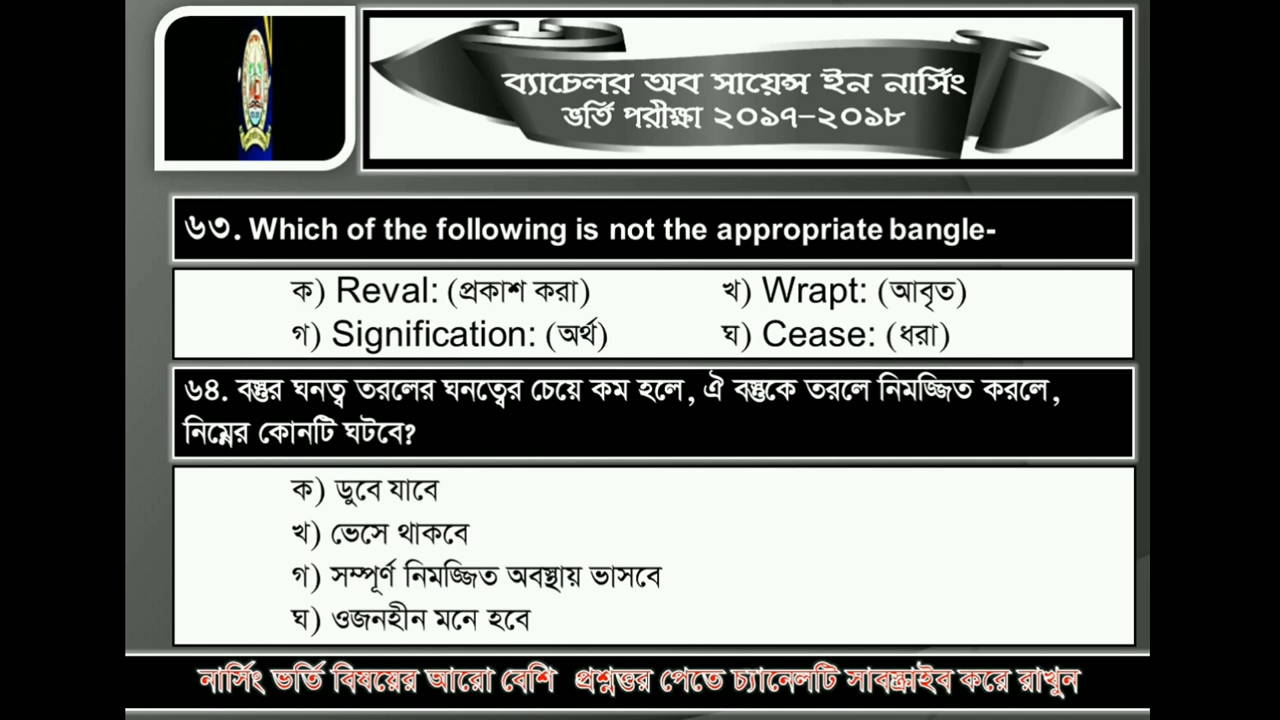 ব্যাচেলর অব সায়েন্স ইন নার্সিং
ভর্তি পরীক্ষা ২০১৭-২০১৮
৬৩. Which of the following is not the appropriate bangle-
ক) Reval: (প্রকাশ করা) খ) Wrapt: (আবৃত)
গ) Signification: (অর্থ) ঘ) Cease: (ধরা)
৬৪. বস্তুর ঘনত্ব তরলের ঘনত্বের চেয়ে কম হলে, ঐ বস্তুকে তরলে নিমজ্জিত করলে,
নিম্নের কোনটি ঘটবে?
ক) ডুবে যাবে
খ) ভেসে থাকবে
গ) সম্পূর্ণ নিমজ্জিত অবস্থায় ভাসবে
ঘ) ওজনহীন মনে হবে
নার্সিং ভর্তি বিষয়ের আরো বেশি প্রশ্নত্তর পেতে চ্যানেলটি সাবস্ক্রাইব করে রাখুন